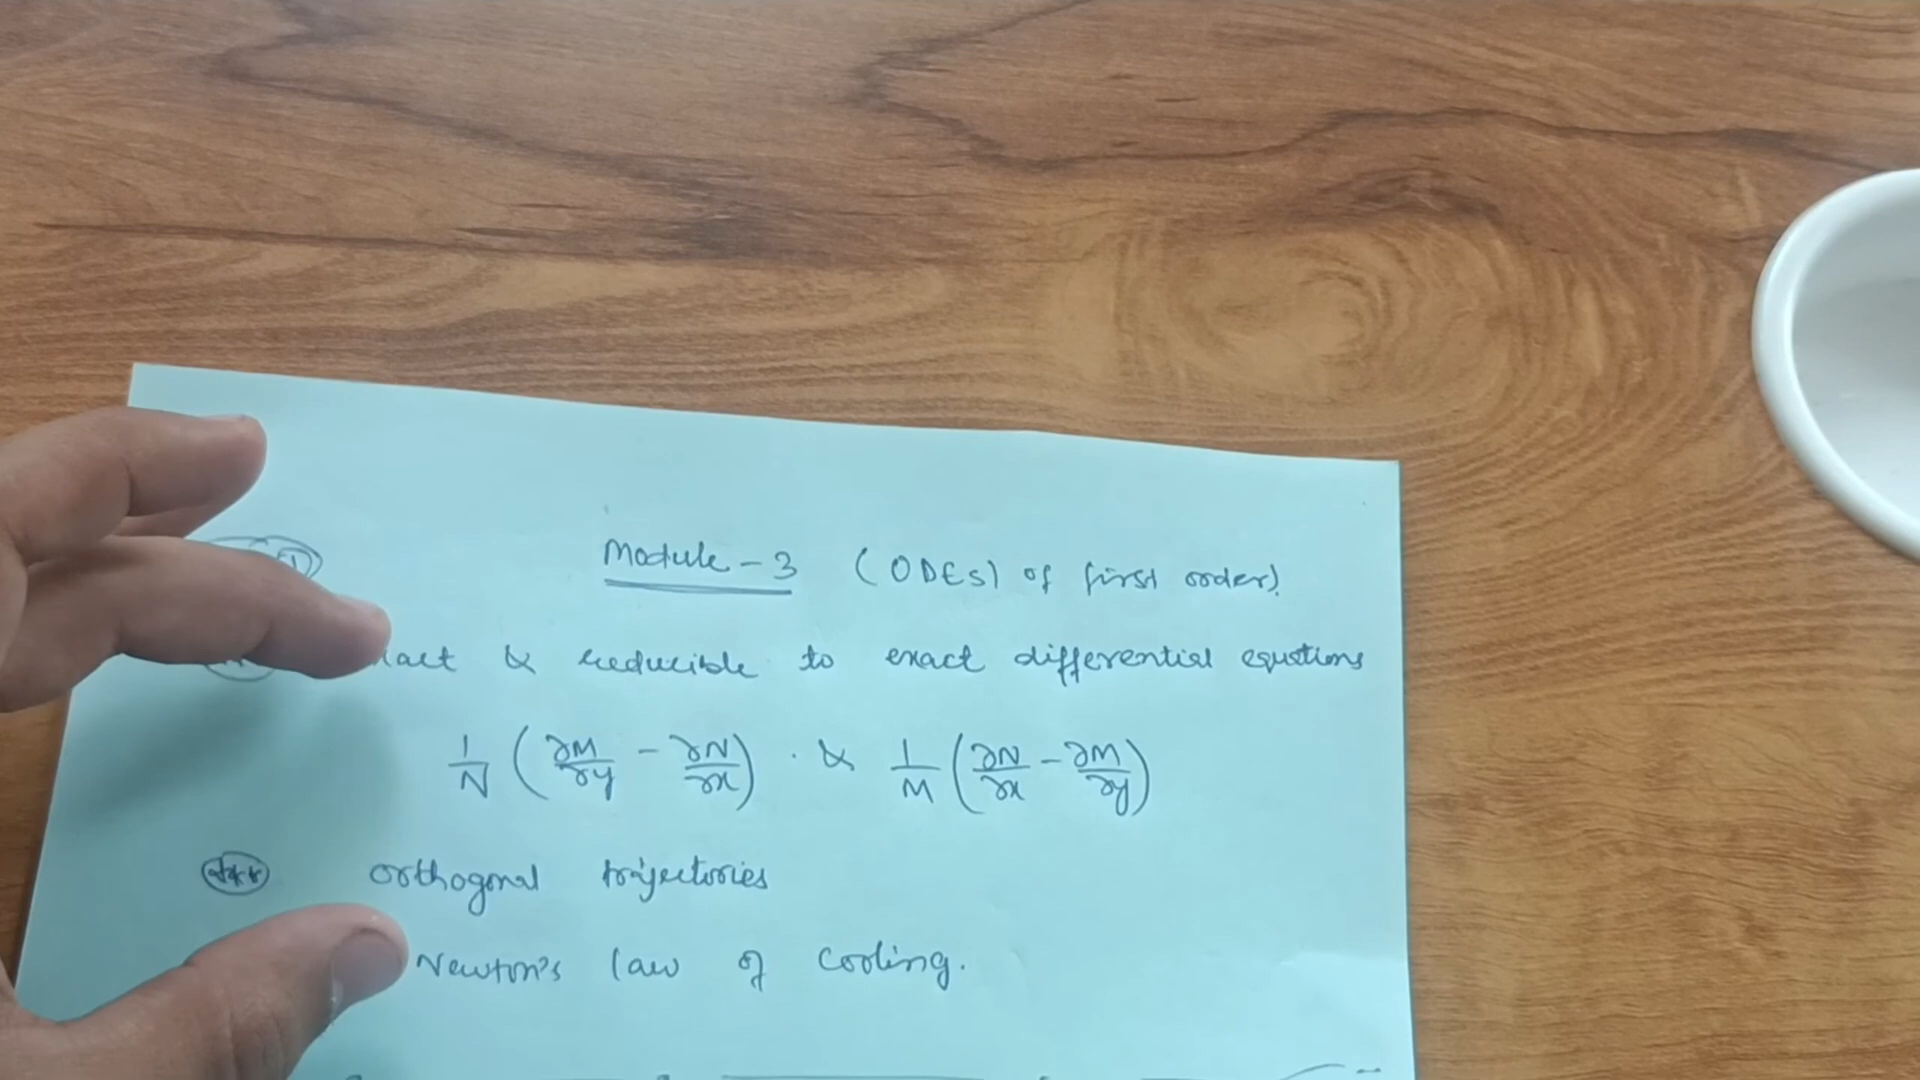 Module - 3 (ODEs) of first order).
& reducible to exact differential equations
1/N (∂M/∂y - ∂N/∂x) . & 1/M (∂N/∂x - ∂M/∂y)
*** orthogonal trajectories
Newton's law of cooling.